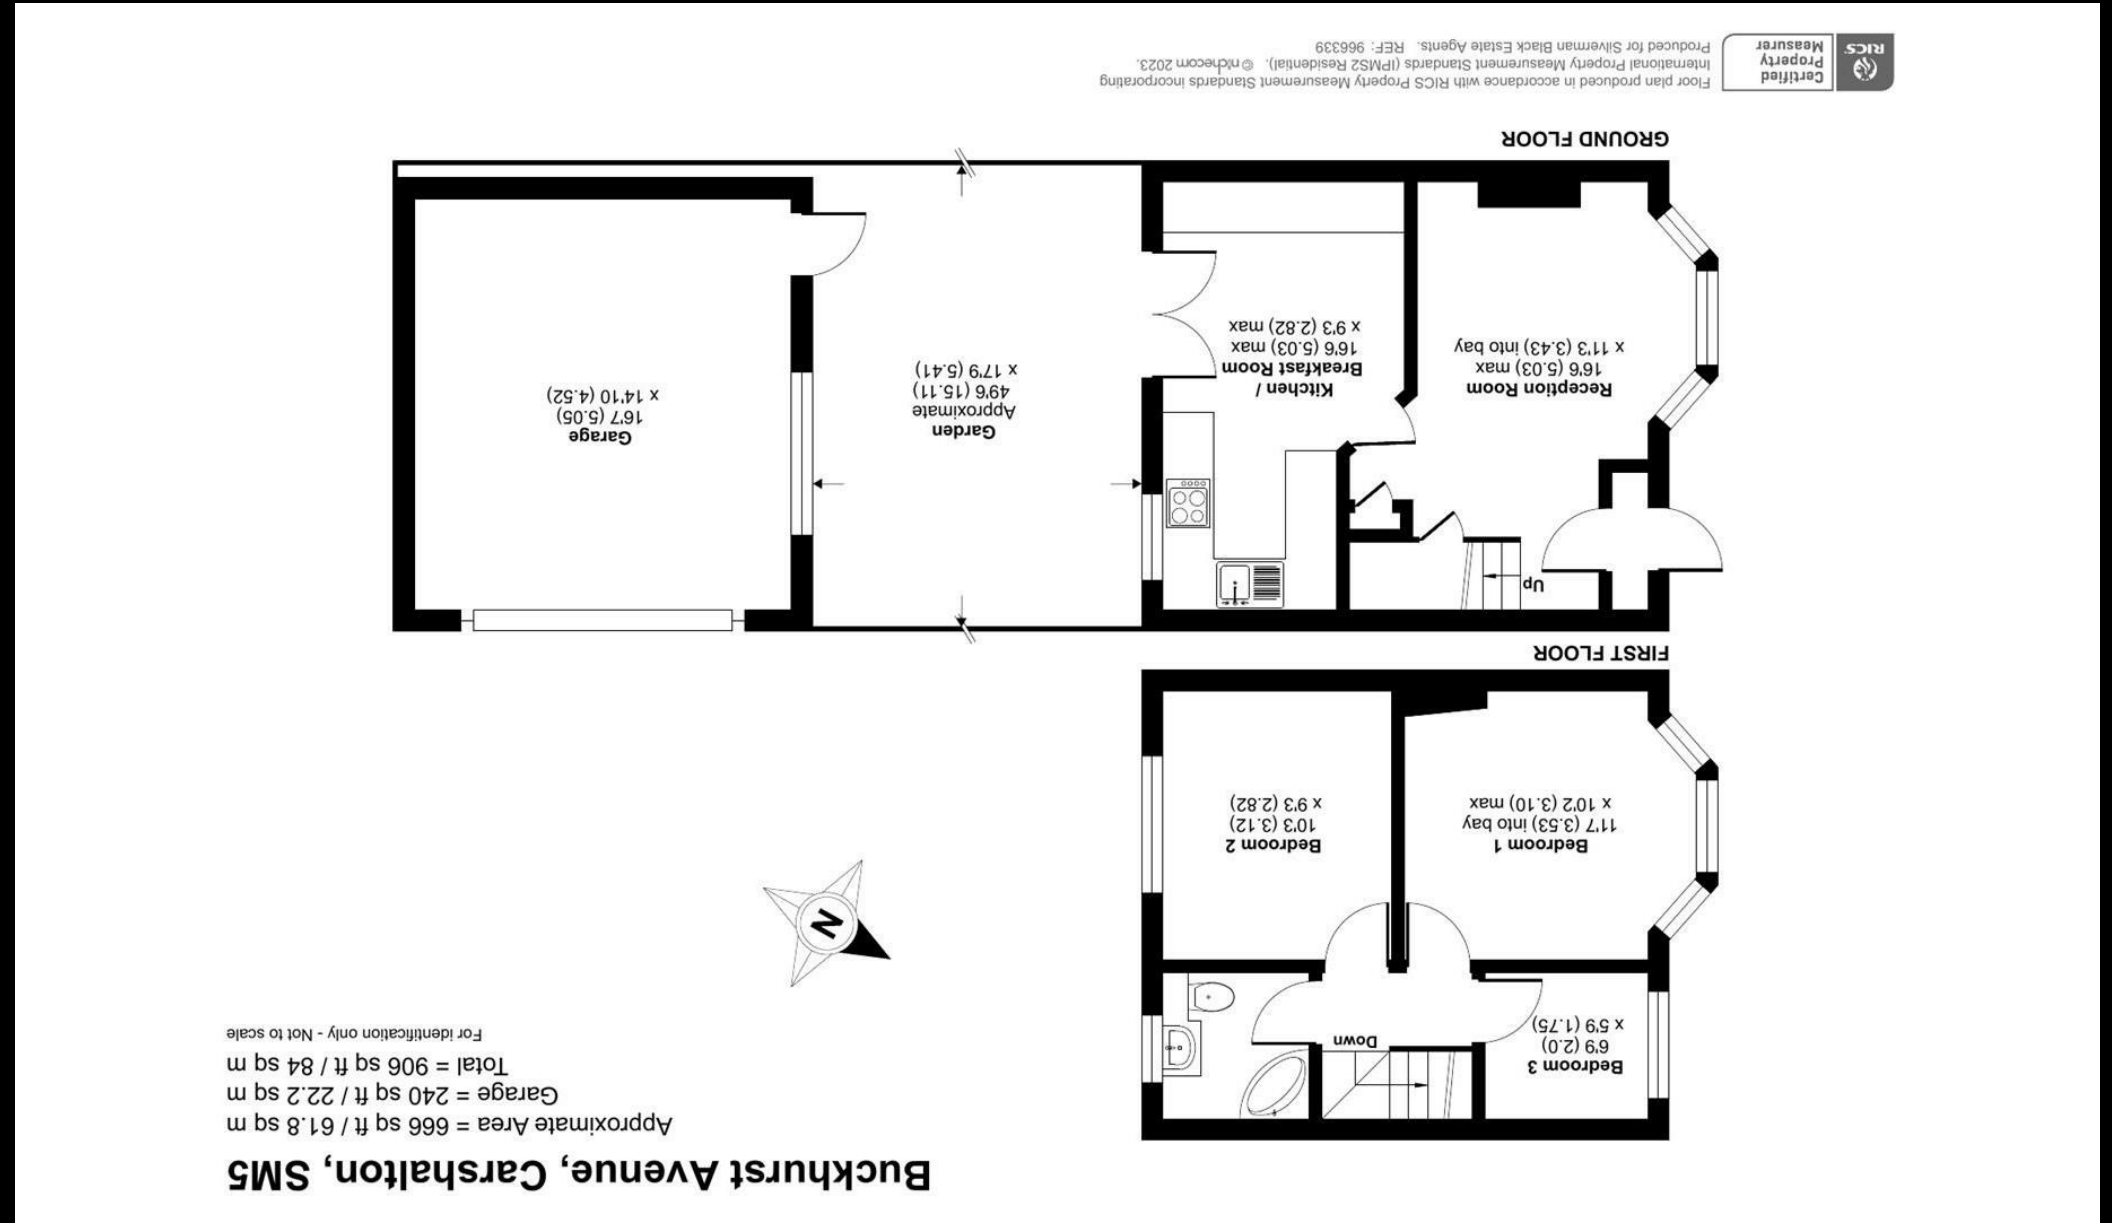 Buckhurst Avenue, Carshalton, SM5
Approximate Area = 666 sq ft / 61.8 sq m
Garage = 240 sq ft / 22.2 sq m
Total = 906 sq ft / 84 sq m
For identification only - Not to scale
N
Bedroom 3
6'6 (2.0)
x 5'9 (1.75)
Down
Bedroom 1
11'7 (3.53) into bay
x 10'2 (3.10) max
Bedroom 2
10'3 (3.12)
x 9'3 (2.82)
FIRST FLOOR
Up
Reception Room
16'6 (5.03) max
x 11'3 (3.43) into bay
Kitchen /
Breakfast Room
16'6 (5.03) max
x 9'3 (2.82) max
Garden
Approximate
49'6 (15.11)
x 17'9 (5.41)
Garage
16'7 (5.05)
x 14'10 (4.52)
GROUND FLOOR
RICS
Certified
Property
Measurer
Floor plan produced in accordance with RICS Property Measurement Standards incorporating
International Property Measurement Standards (IPMS2 Residential). © nichecom 2023.
Produced for Silverman Black Estate Agents. REF: 966339